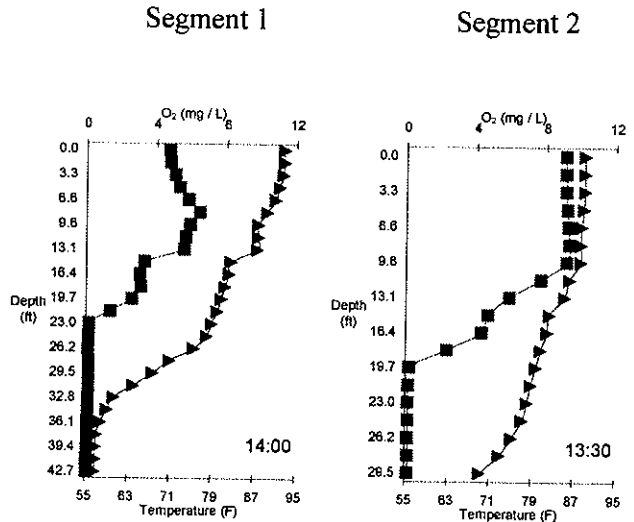 Segment 1
O₂ (mg / L)
0 4 8 12
0.0
3.3
6.6
9.8
13.1
16.4
19.7
Depth
(ft)
23.0
26.2
29.5
32.8
36.1
39.4
42.7
14:00
55 63 71 79 87 95
Temperature (F)
Segment 2
O₂ (mg / L)
0 4 8 12
0.0
3.3
6.6
9.8
13.1
Depth
(ft)
16.4
19.7
23.0
26.2
29.5
13:30
55 63 71 79 87 95
Temperature (F)